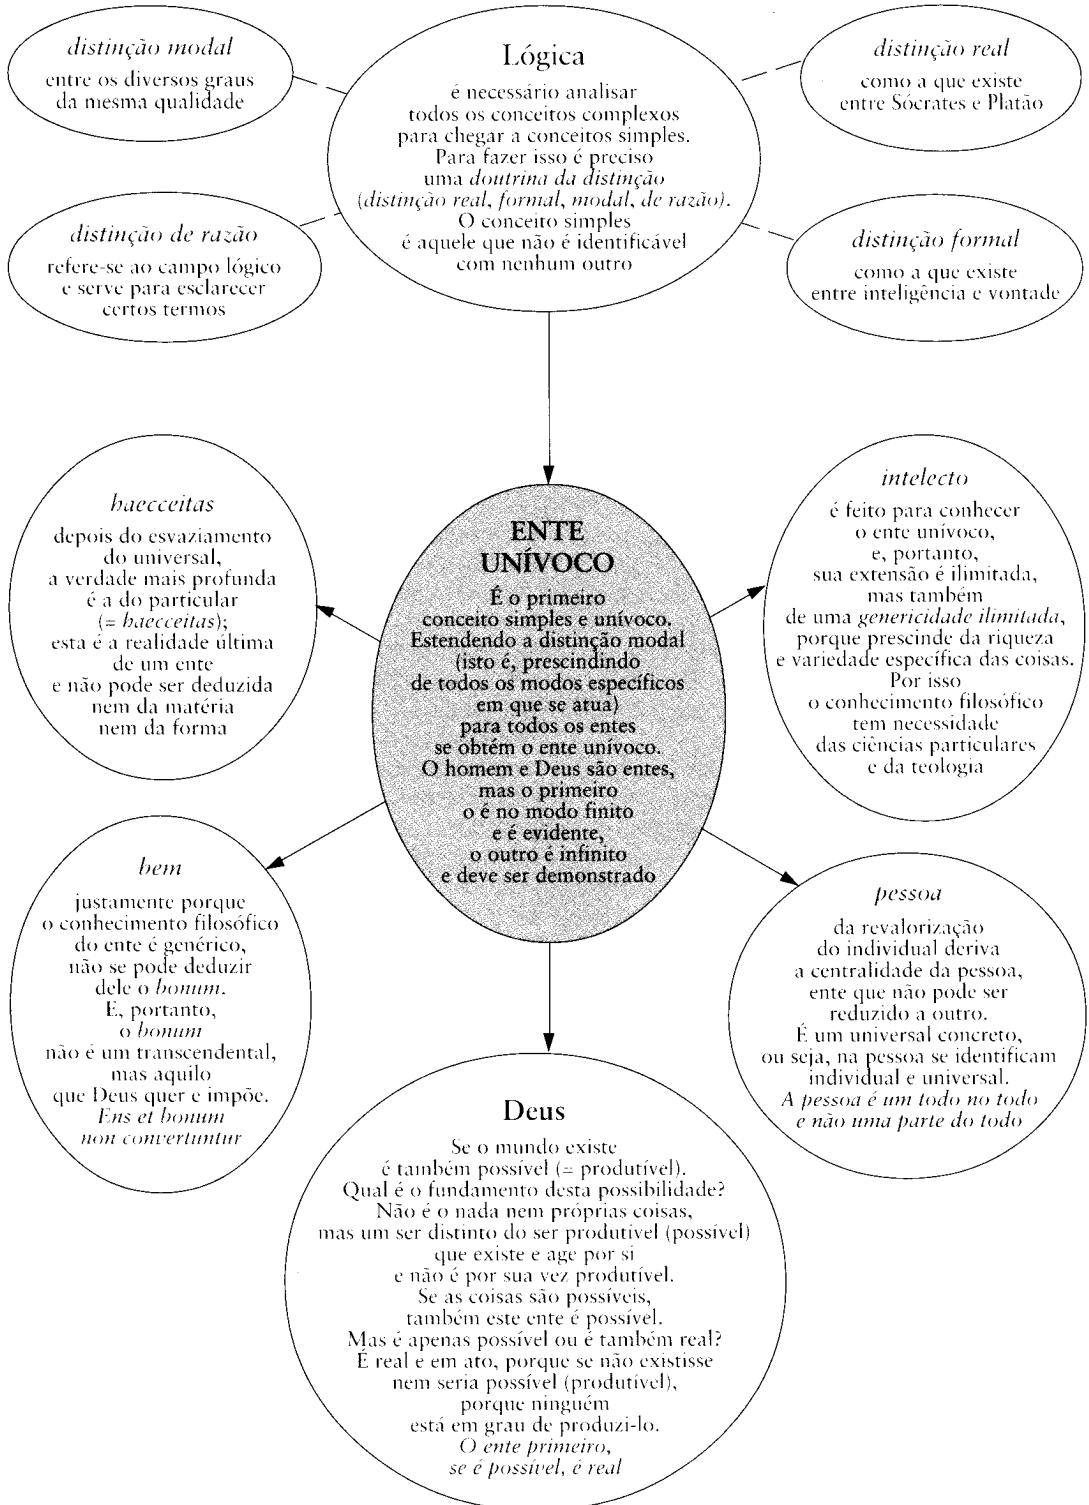 distinção modal
entre os diversos graus
da mesma qualidade
Lógica
é necessário analisar
todos os conceitos complexos
para chegar a conceitos simples.
Para fazer isso é preciso
uma doutrina da distinção
(distinção real, formal, modal, de razão).
O conceito simples
é aquele que não é identificável
com nenhum outro
distinção real
como a que existe
entre Sócrates e Platão
distinção de razão
refere-se ao campo lógico
e serve para esclarecer
certos termos
distinção formal
como a que existe
entre inteligência e vontade
haecceitas
depois do esvaziamento
do universal,
a verdade mais profunda
é a do particular
(= haecceitas);
esta é a realidade última
de um ente
e não pode ser deduzida
nem da matéria
nem da forma
ENTE
UNÍVOCO
É o primeiro
conceito simples e unívoco.
Estendendo a distinção modal
(isto é, prescindindo
de todos os modos específicos
em que se atua)
para todos os entes
se obtém o ente unívoco.
O homem e Deus são entes,
mas o primeiro
o é no modo finito
e é evidente,
o outro é infinito
e deve ser demonstrado
intelecto
é feito para conhecer
o ente unívoco,
e, portanto,
sua extensão é ilimitada,
mas também
de uma genericidade ilimitada,
porque prescinde da riqueza
e variedade específica das coisas.
Por isso
o conhecimento filosófico
tem necessidade
das ciências particulares
e da teologia
bem
justamente porque
o conhecimento filosófico
do ente é genérico,
não se pode deduzir
dele o bonum.
E, portanto,
o bonum
não é um transcendental,
mas aquilo
que Deus quer e impõe.
Ens et bonum
non convertuntur
pessoa
da revalorização
do individual deriva
a centralidade da pessoa,
ente que não pode ser
reduzido a outro.
É um universal concreto,
ou seja, na pessoa se identificam
individual e universal.
A pessoa é um todo no todo
e não uma parte do todo
Deus
Se o mundo existe
é também possível (= produtível).
Qual é o fundamento desta possibilidade?
Não é o nada nem próprias coisas,
mas um ser distinto do ser produtível (possível)
que existe e age por si
e não é por sua vez produtível.
Se as coisas são possíveis,
também este ente é possível.
Mas é apenas possível ou é também real?
É real e em ato, porque se não existisse
nem seria possível (produtível),
porque ninguém
está em grau de produzi-lo.
O ente primeiro,
se é possível, é real